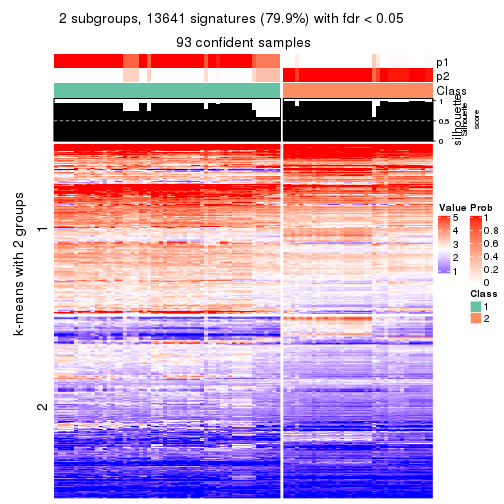 2 subgroups, 13641 signatures (79.9%) with fdr < 0.05
93 confident samples
p1
p2
Class
1
0.5
0
silhouette
Silhouette
score
k-means with 2 groups
1
2
Value
5
4
3
2
1
Prob
1
0.8
0.6
0.4
0.2
0
Class
1
2